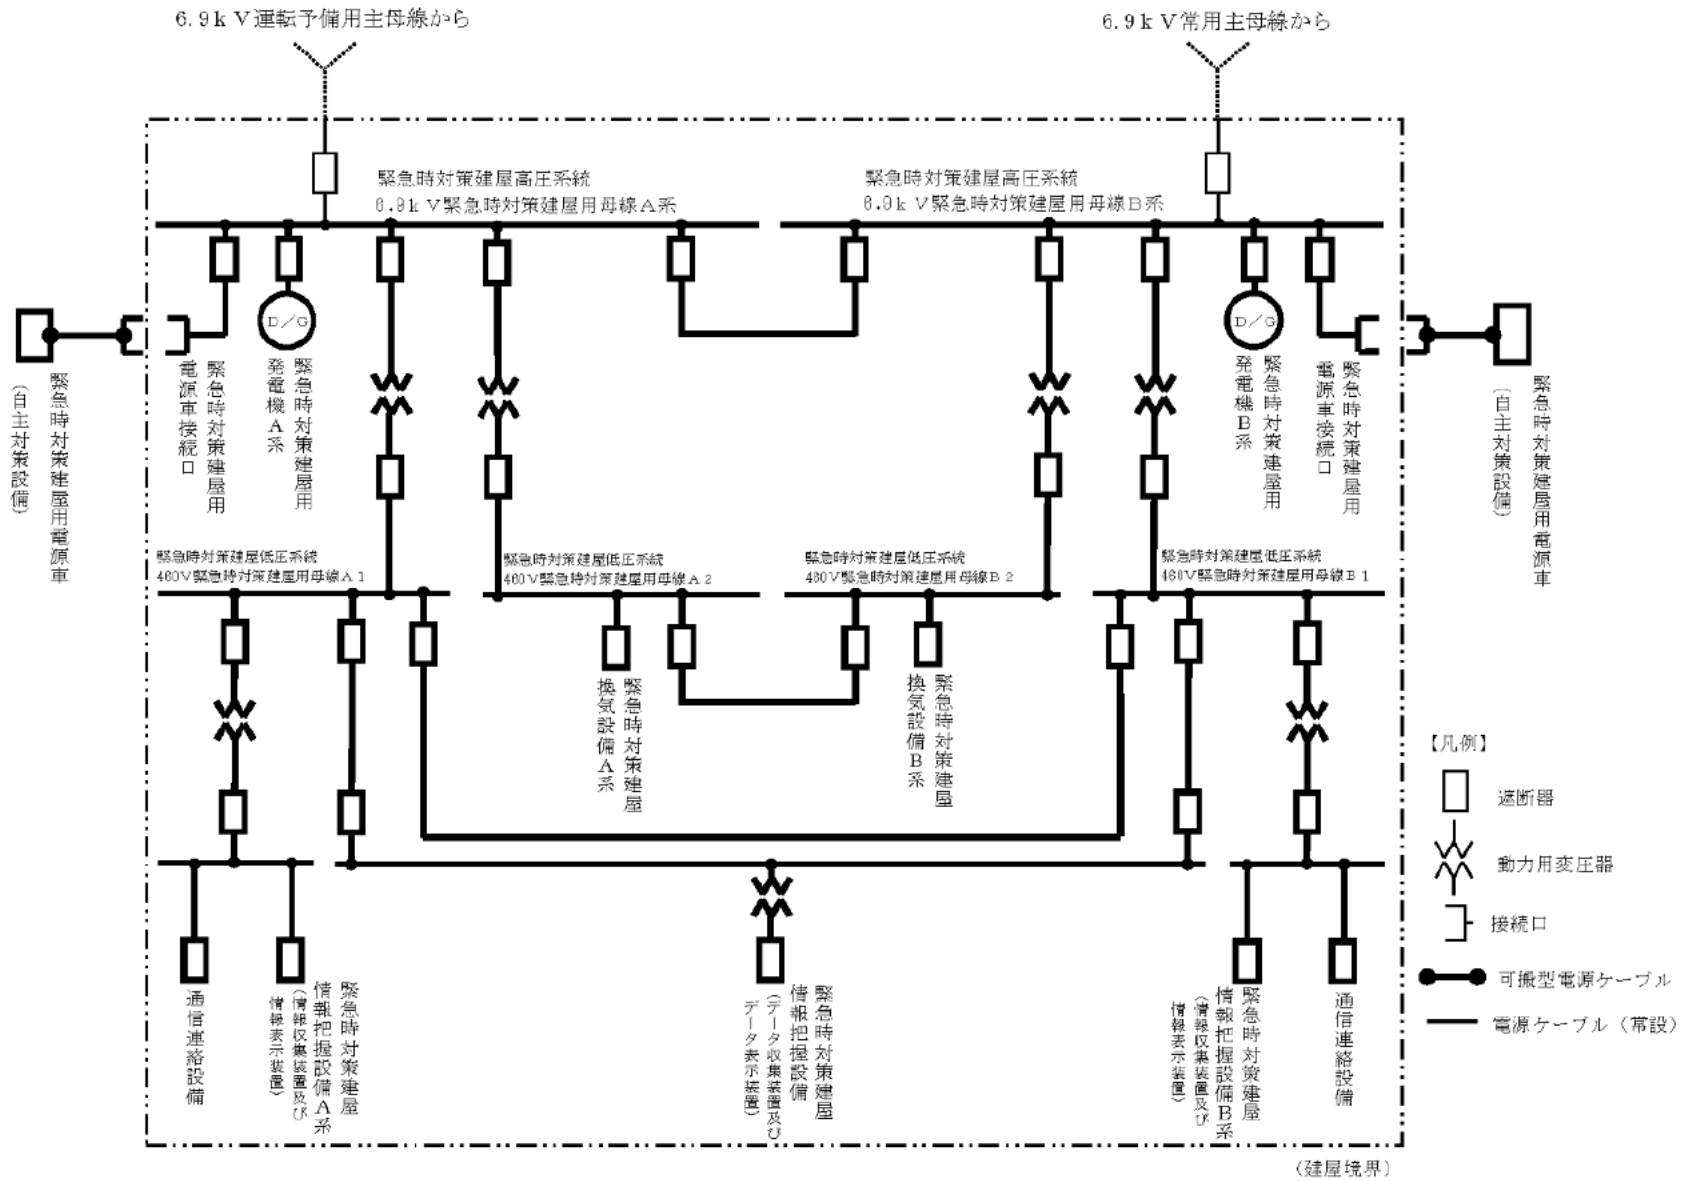 6.9kV運転予備用主母線から
6.9kV常用主母線から
緊急時対策建屋高圧系統
6.9kV緊急時対策建屋用母線A系
緊急時対策建屋高圧系統
6.9kV緊急時対策建屋用母線B系
D/G
D/G
緊急時対策建屋用電源車
(自主対策設備)
緊急時対策建屋用
電源車接続口
緊急時対策建屋用
発電機A系
緊急時対策建屋用
発電機B系
緊急時対策建屋用
電源車接続口
緊急時対策建屋用電源車
(自主対策設備)
緊急時対策建屋低圧系統
460V緊急時対策建屋用母線A1
緊急時対策建屋低圧系統
460V緊急時対策建屋用母線A2
緊急時対策建屋低圧系統
460V緊急時対策建屋用母線B2
緊急時対策建屋低圧系統
460V緊急時対策建屋用母線B1
緊急時対策建屋
換気設備A系
緊急時対策建屋
換気設備B系
【凡例】
遮断器
動力用変圧器
接続口
可搬型電源ケーブル
電源ケーブル(常設)
通信連絡設備
緊急時対策建屋
情報把握設備A系
(情報収集装置及び
情報表示装置)
緊急時対策建屋
情報把握設備
(データ収集装置及び
データ表示装置)
緊急時対策建屋
情報把握設備B系
(情報収集装置及び
情報表示装置)
通信連絡設備
(建屋境界)